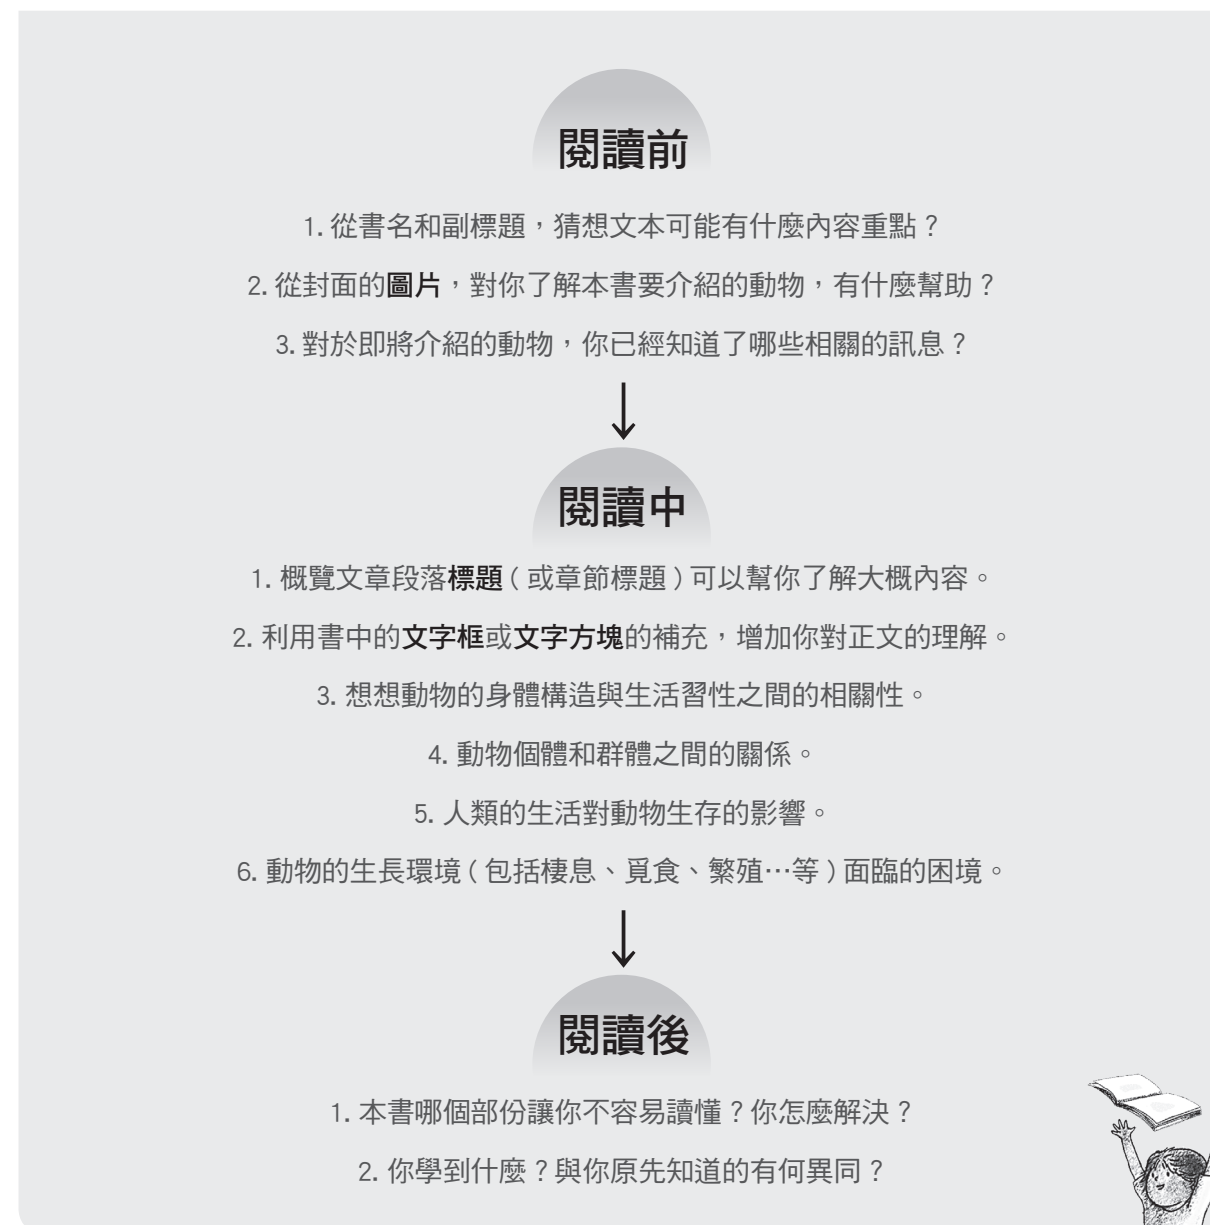 閱讀前
1. 從書名和副標題，猜想文本可能有什麼內容重點？
2. 從封面的圖片，對你了解本書要介紹的動物，有什麼幫助？
3. 對於即將介紹的動物，你已經知道了哪些相關的訊息？
閱讀中
1. 概覽文章段落標題（或章節標題）可以幫你了解大概內容。
2. 利用書中的文字框或文字方塊的補充，增加你對正文的理解。
3. 想想動物的身體構造與生活習性之間的相關性。
4. 動物個體和群體之間的關係。
5. 人類的生活對動物生存的影響。
6. 動物的生長環境（包括棲息、覓食、繁殖…等）面臨的困境。
閱讀後
1. 本書哪個部份讓你不容易讀懂？你怎麼解決？
2. 你學到什麼？與你原先知道的有何異同？